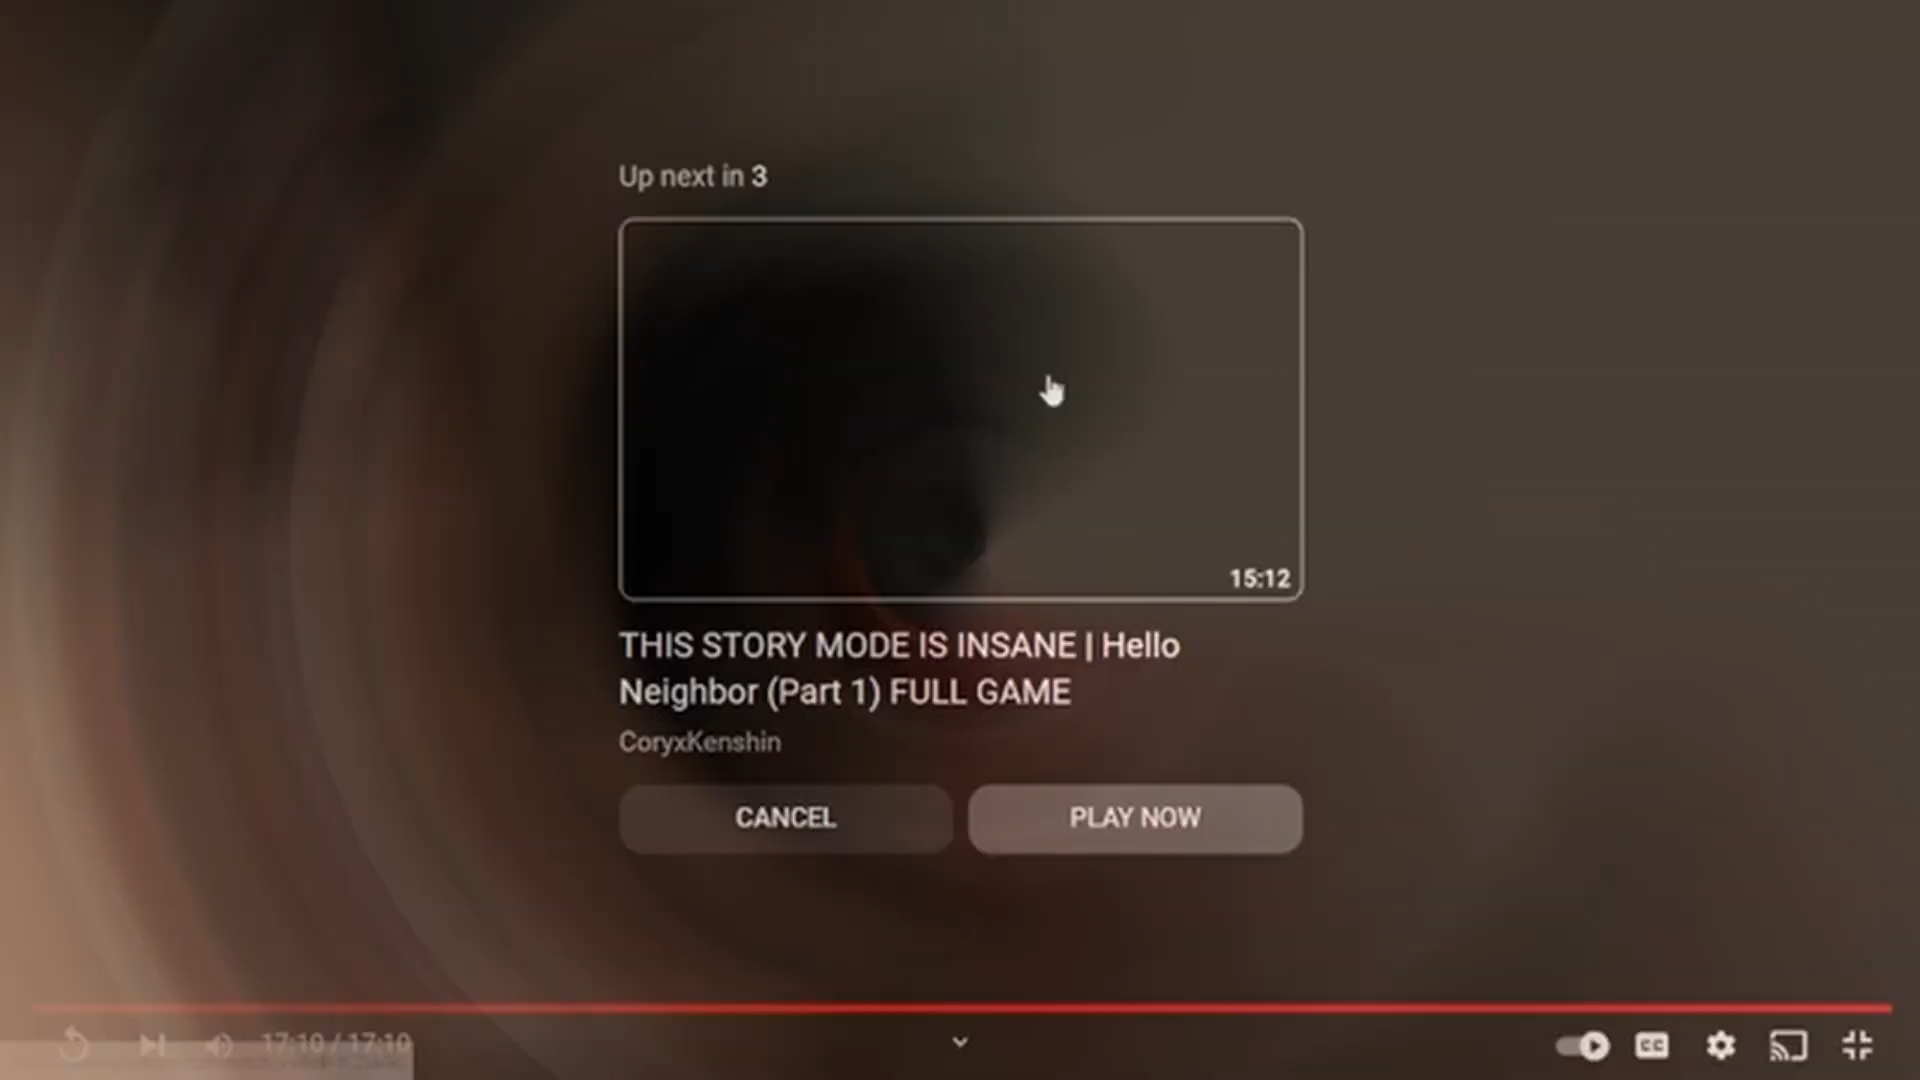 Up next in 3
15:12
THIS STORY MODE IS INSANE | Hello
Neighbor (Part 1) FULL GAME
CoryxKenshin
CANCEL
PLAY NOW
17:10 / 17:10
CC